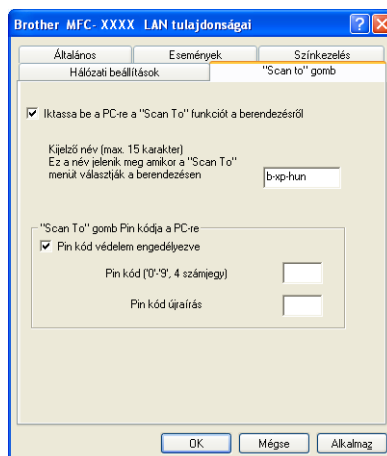 Brother MFC- XXXX LAN tulajdonságai
Általános
Események
Színkezelés
Hálózati beállítások
"Scan to" gomb
Iktassa be a PC-re a "Scan To" funkciót a berendezésről
Kijelző név (max. 15 karakter)
Ez a név jelenik meg amikor a "Scan To"
menüt választják a berendezésen
b-xp-hun
"Scan To" gomb Pin kódja a PC-re
Pin kód védelem engedélyezve
Pin kód ('0'-'9', 4 számjegy)
Pin kód újraírás
OK
Mégse
Alkalmaz